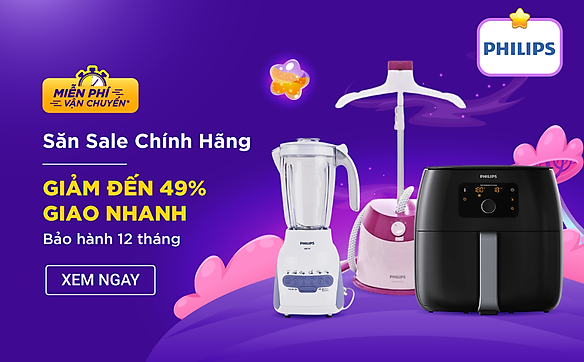 PHILIPS
MIỄN PHÍ
VẬN CHUYỂN*
Săn Sale Chính Hãng
GIẢM ĐẾN 49%
GIAO NHANH
Bảo hành 12 tháng
XEM NGAY
PHILIPS
PHILIPS
PHILIPS